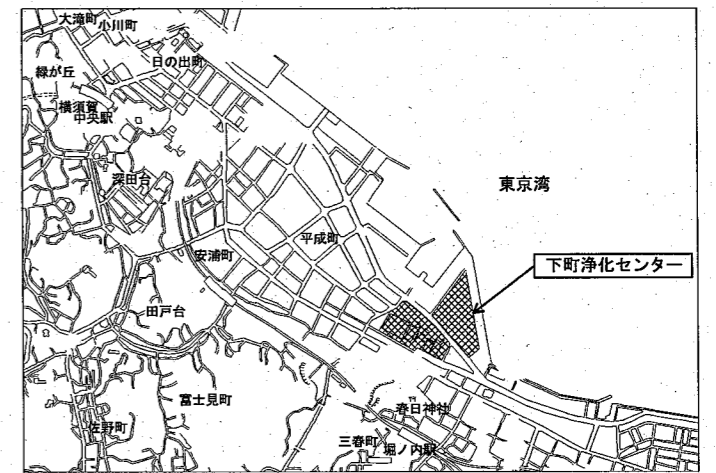 大滝町
小川町
日の出町
緑が丘
横須賀
中央駅
深田台
東京湾
安浦町
平成町
下町浄化センター
田戸台
富士見町
佐野町
春日神社
三春町
堀ノ内駅